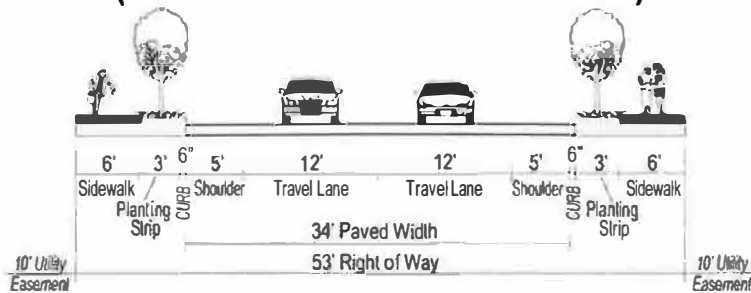 6' 3' 6" 5' 12' 12' 5' 6" 3' 6'
Sidewalk CURB Shoulder Travel Lane Travel Lane Shoulder CURB Sidewalk
Planting Planting
Strip Strip
34' Paved Width
53' Right of Way
10' Utility 10' Utility
Easement Easement